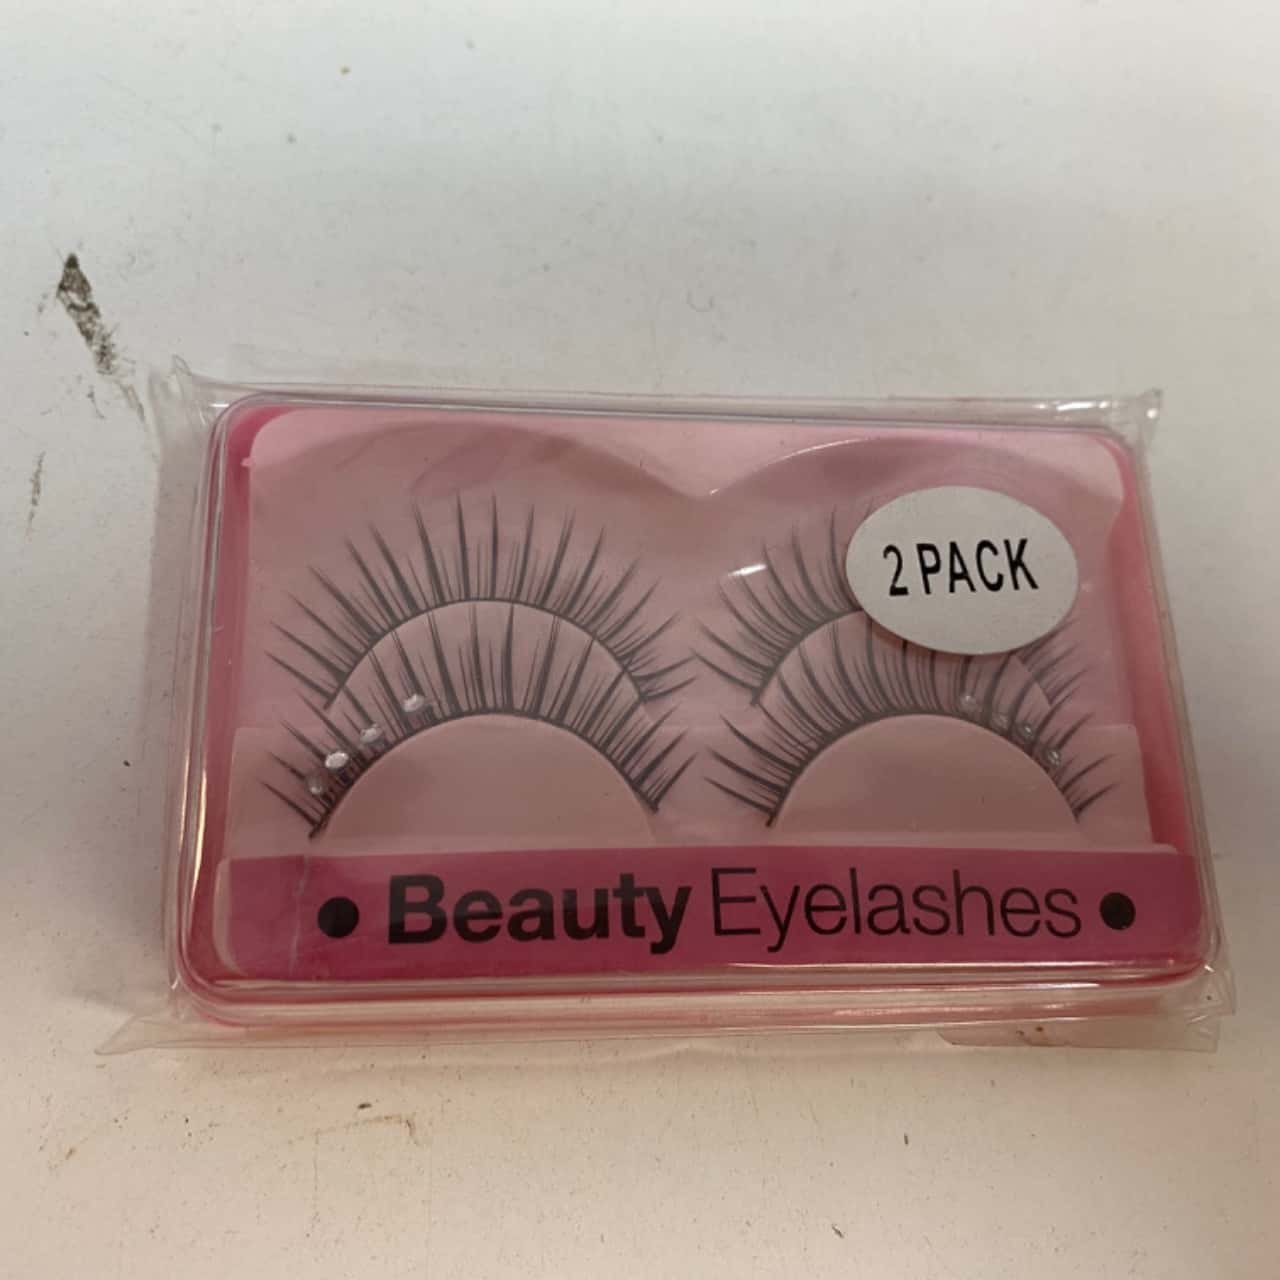 2 PACK
• Beauty Eyelashes •